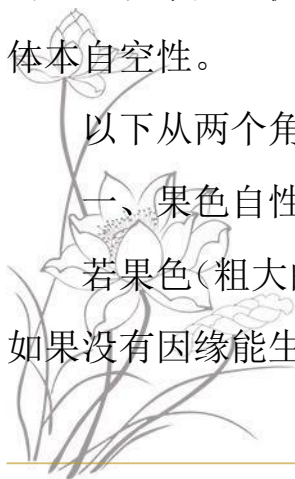 体本自空性。
以下从两个角
一、果色自性
若果色（粗大
如果没有因缘能生